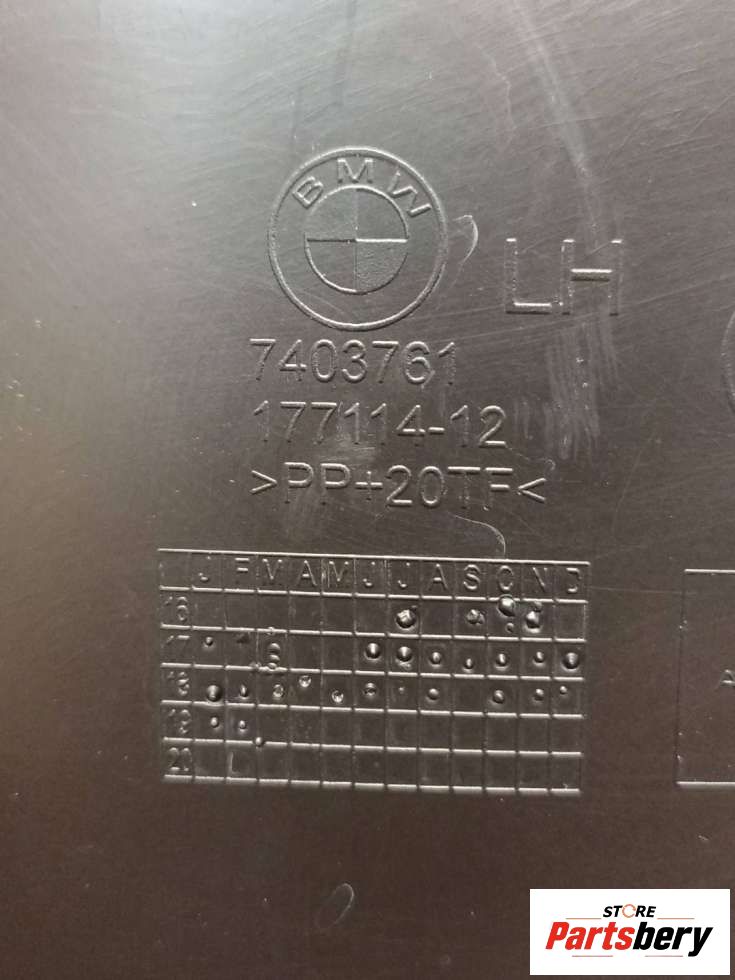 BMW
LH
7403761
177114-12
>PP+20TF<
J F M A M J J A S O N D
16
17
18
19
20
A
STORE
Partsbery